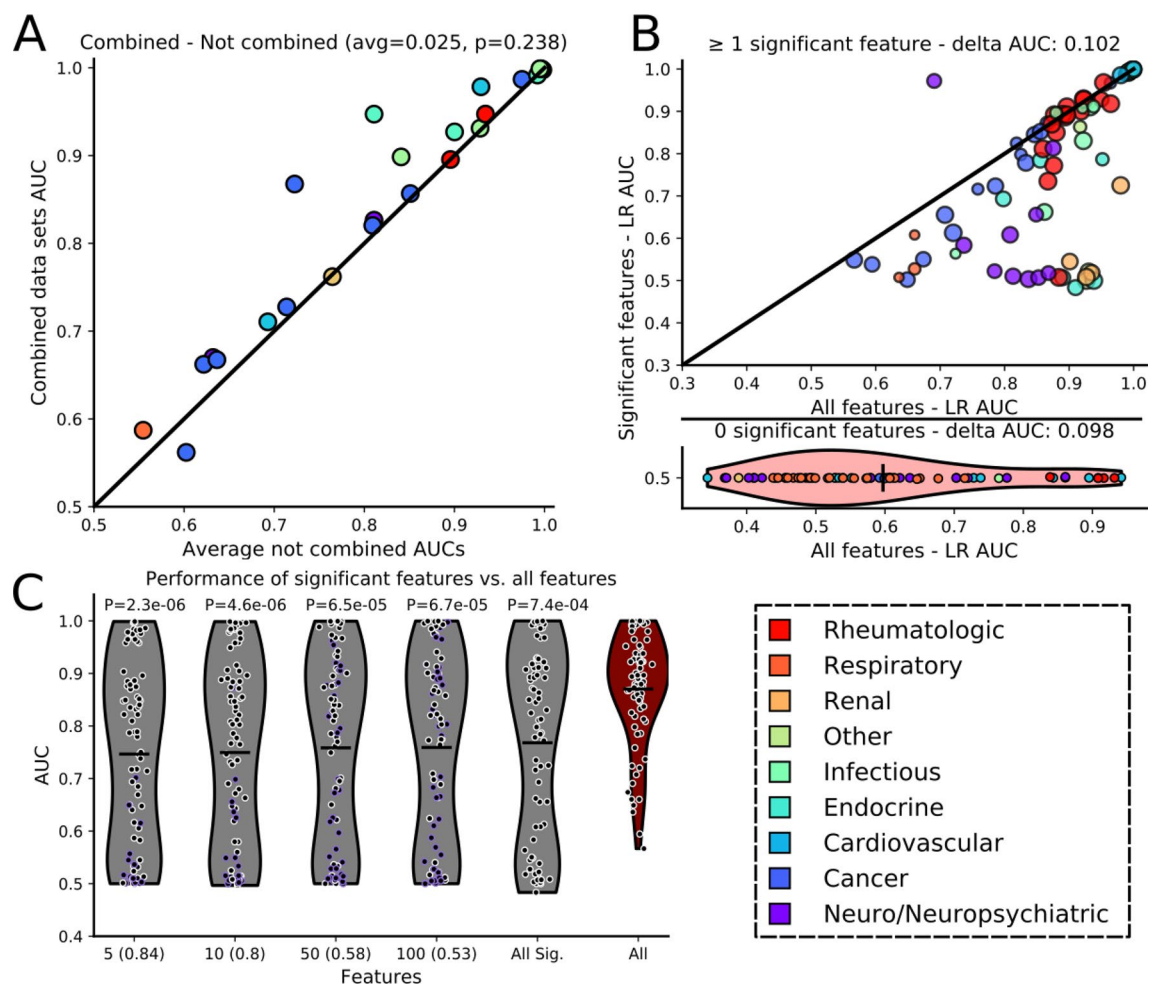 A
Combined - Not combined (avg=0.025, p=0.238)
1.0
0.9
0.8
0.7
0.6
0.5
Combined data sets AUC
0.5 0.6 0.7 0.8 0.9 1.0
Average not combined AUCs
B
≥ 1 significant feature - delta AUC: 0.102
1.0
0.9
0.8
0.7
0.6
0.5
0.4
0.3
Significant features - LR AUC
0.3 0.4 0.5 0.6 0.7 0.8 0.9 1.0
All features - LR AUC
0 significant features - delta AUC: 0.098
0.5
0.4 0.5 0.6 0.7 0.8 0.9
All features - LR AUC
C
Performance of significant features vs. all features
P=2.3e-06 P=4.6e-06 P=6.5e-05 P=6.7e-05 P=7.4e-04
1.0
0.9
0.8
0.7
0.6
0.5
0.4
AUC
5 (0.84) 10 (0.8) 50 (0.58) 100 (0.53) All Sig. All
Features
Rheumatologic
Respiratory
Renal
Other
Infectious
Endocrine
Cardiovascular
Cancer
Neuro/Neuropsychiatric